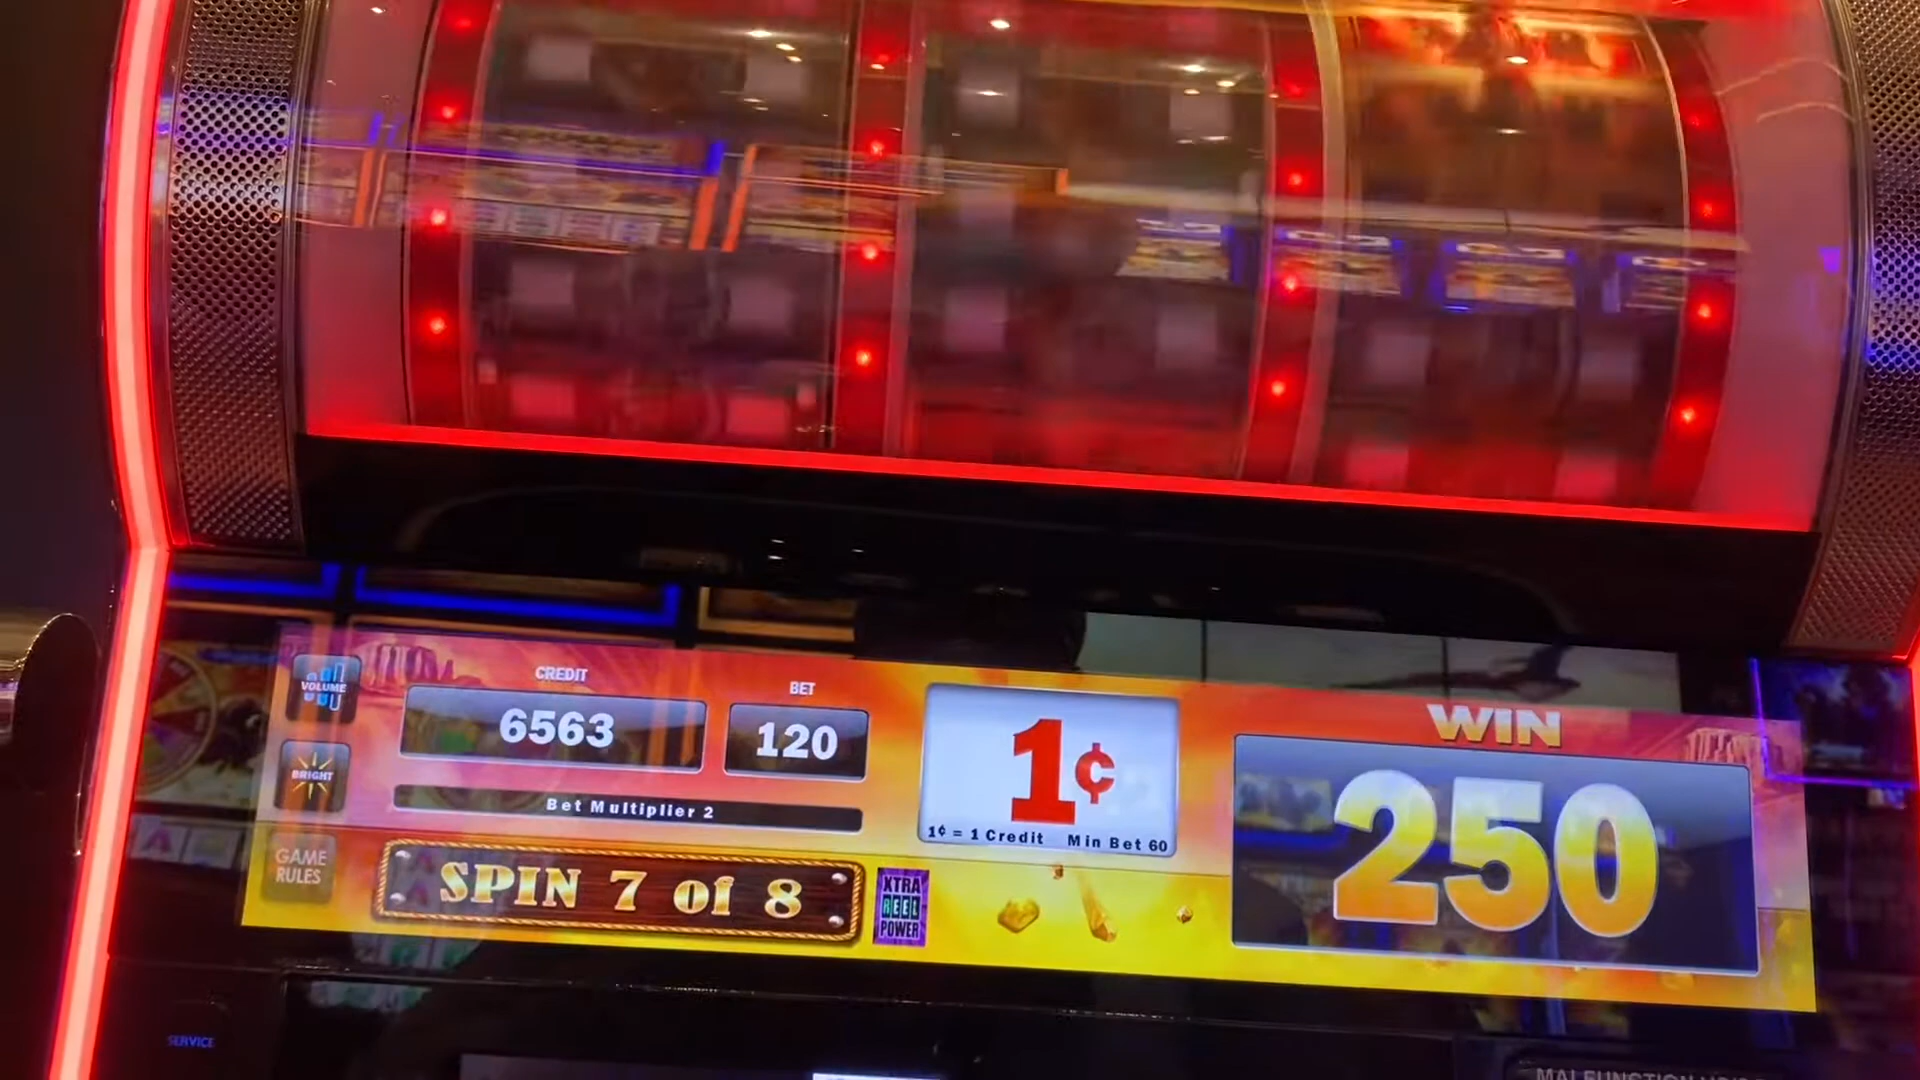 CREDIT
BET
VOLUME
6563
120
BRIGHT
Bet Multiplier 2
GAME
RULES
SPIN 7 of 8
XTRA
REEL
POWER
1¢
1¢ = 1 Credit Min Bet 60
WIN
250
SERVICE
MALFUNCTION